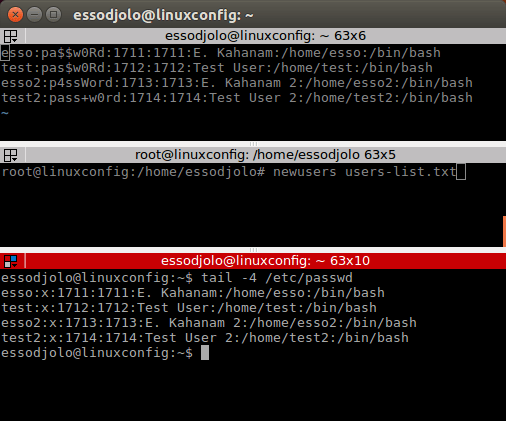 essodjolo@linuxconfig: ~
essodjolo@linuxconfig: ~ 63x6
esso:pa$$w0Rd:1711:1711:E. Kahanam:/home/esso:/bin/bash
test:pas$w0Rd:1712:1712:Test User:/home/test:/bin/bash
esso2:p4ssWord:1713:1713:E. Kahanam 2:/home/esso2:/bin/bash
test2:pass+w0rd:1714:1714:Test User 2:/home/test2:/bin/bash
~
root@linuxconfig: /home/essodjolo 63x5
root@linuxconfig:/home/essodjolo# newusers users-list.txt
essodjolo@linuxconfig: ~ 63x10
essodjolo@linuxconfig:~$ tail -4 /etc/passwd
esso:x:1711:1711:E. Kahanam:/home/esso:/bin/bash
test:x:1712:1712:Test User:/home/test:/bin/bash
esso2:x:1713:1713:E. Kahanam 2:/home/esso2:/bin/bash
test2:x:1714:1714:Test User 2:/home/test2:/bin/bash
essodjolo@linuxconfig:~$